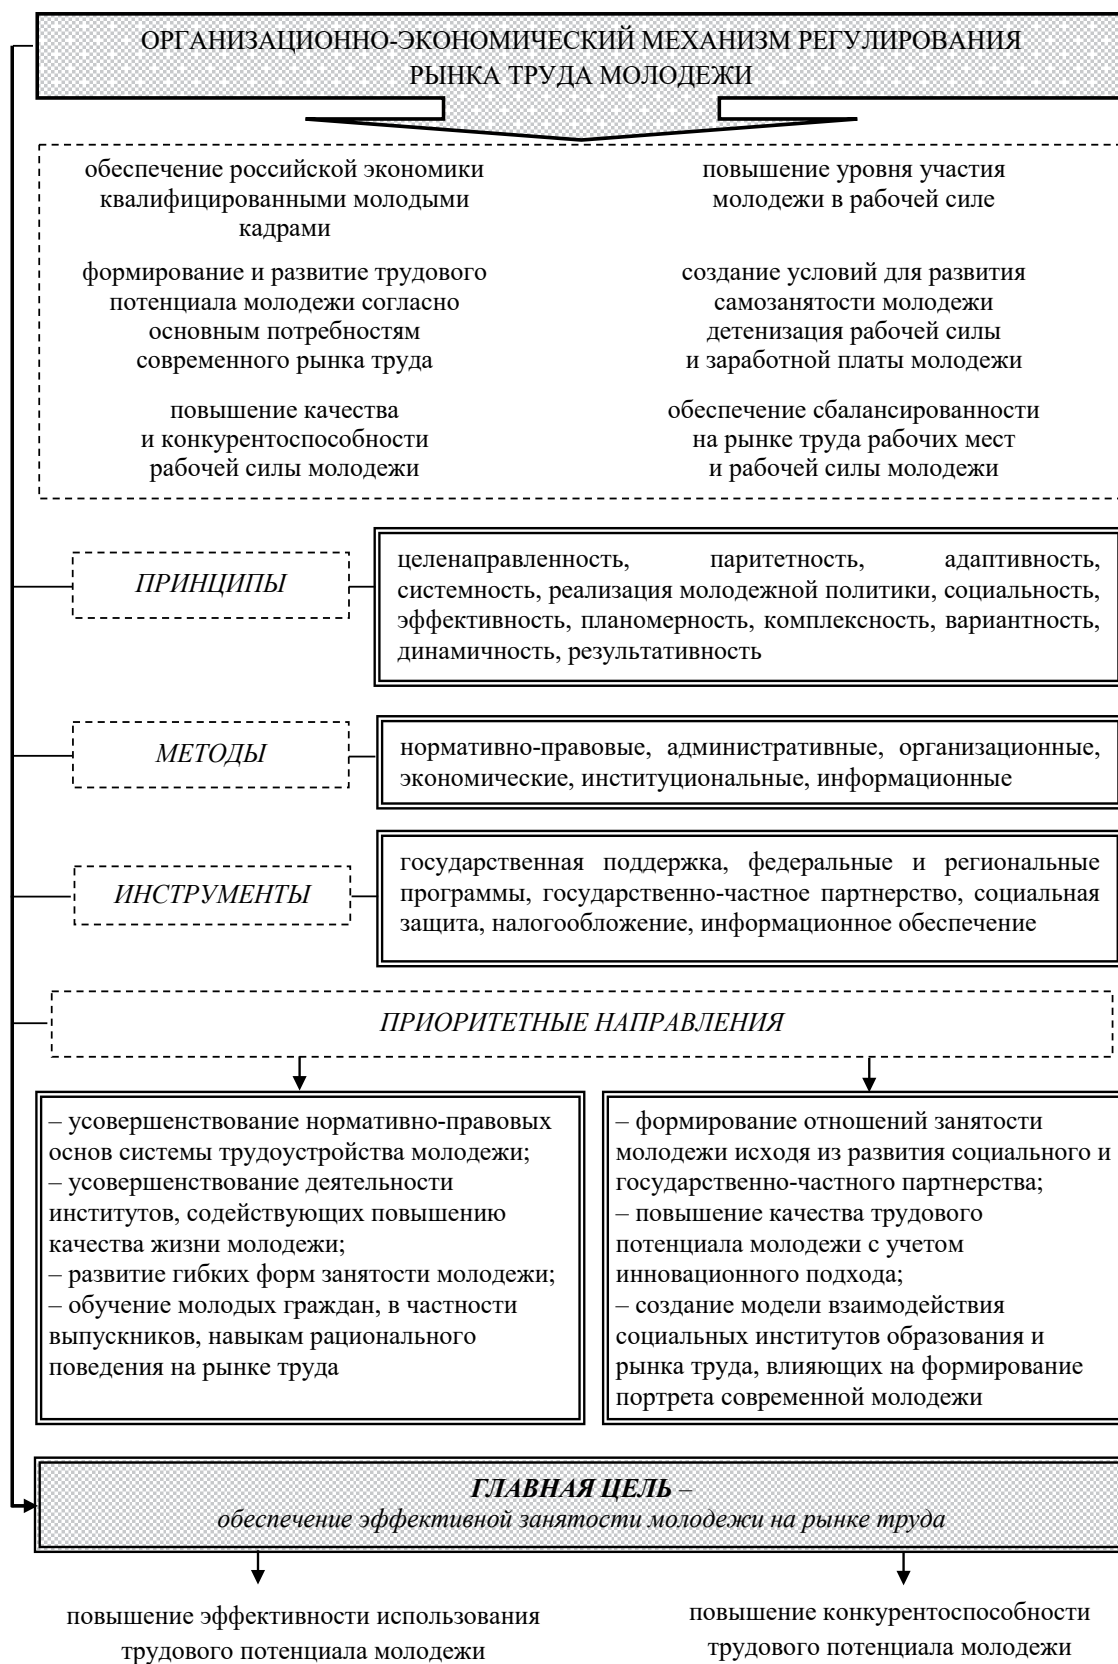 ОРГАНИЗАЦИОННО-ЭКОНОМИЧЕСКИЙ МЕХАНИЗМ РЕГУЛИРОВАНИЯ
РЫНКА ТРУДА МОЛОДЕЖИ
обеспечение российской экономики
квалифицированными молодыми
кадрами
формирование и развитие трудового
потенциала молодежи согласно
основным потребностям
современного рынка труда
повышение качества
и конкурентоспособности
рабочей силы молодежи
повышение уровня участия
молодежи в рабочей силе
создание условий для развития
самозанятости молодежи
детенизация рабочей силы
и заработной платы молодежи
обеспечение сбалансированности
на рынке труда рабочих мест
и рабочей силы молодежи
ПРИНЦИПЫ
целенаправленность, паритетность, адаптивность,
системность, реализация молодежной политики, социальность,
эффективность, планомерность, комплексность, вариантность,
динамичность, результативность
МЕТОДЫ
нормативно-правовые, административные, организационные,
экономические, институциональные, информационные
ИНСТРУМЕНТЫ
государственная поддержка, федеральные и региональные
программы, государственно-частное партнерство, социальная
защита, налогообложение, информационное обеспечение
ПРИОРИТЕТНЫЕ НАПРАВЛЕНИЯ
– усовершенствование нормативно-правовых
основ системы трудоустройства молодежи;
– усовершенствование деятельности
институтов, содействующих повышению
качества жизни молодежи;
– развитие гибких форм занятости молодежи;
– обучение молодых граждан, в частности
выпускников, навыкам рационального
поведения на рынке труда
– формирование отношений занятости
молодежи исходя из развития социального и
государственно-частного партнерства;
– повышение качества трудового
потенциала молодежи с учетом
инновационного подхода;
– создание модели взаимодействия
социальных институтов образования и
рынка труда, влияющих на формирование
портрета современной молодежи
ГЛАВНАЯ ЦЕЛЬ –
обеспечение эффективной занятости молодежи на рынке труда
повышение эффективности использования
трудового потенциала молодежи
повышение конкурентоспособности
трудового потенциала молодежи